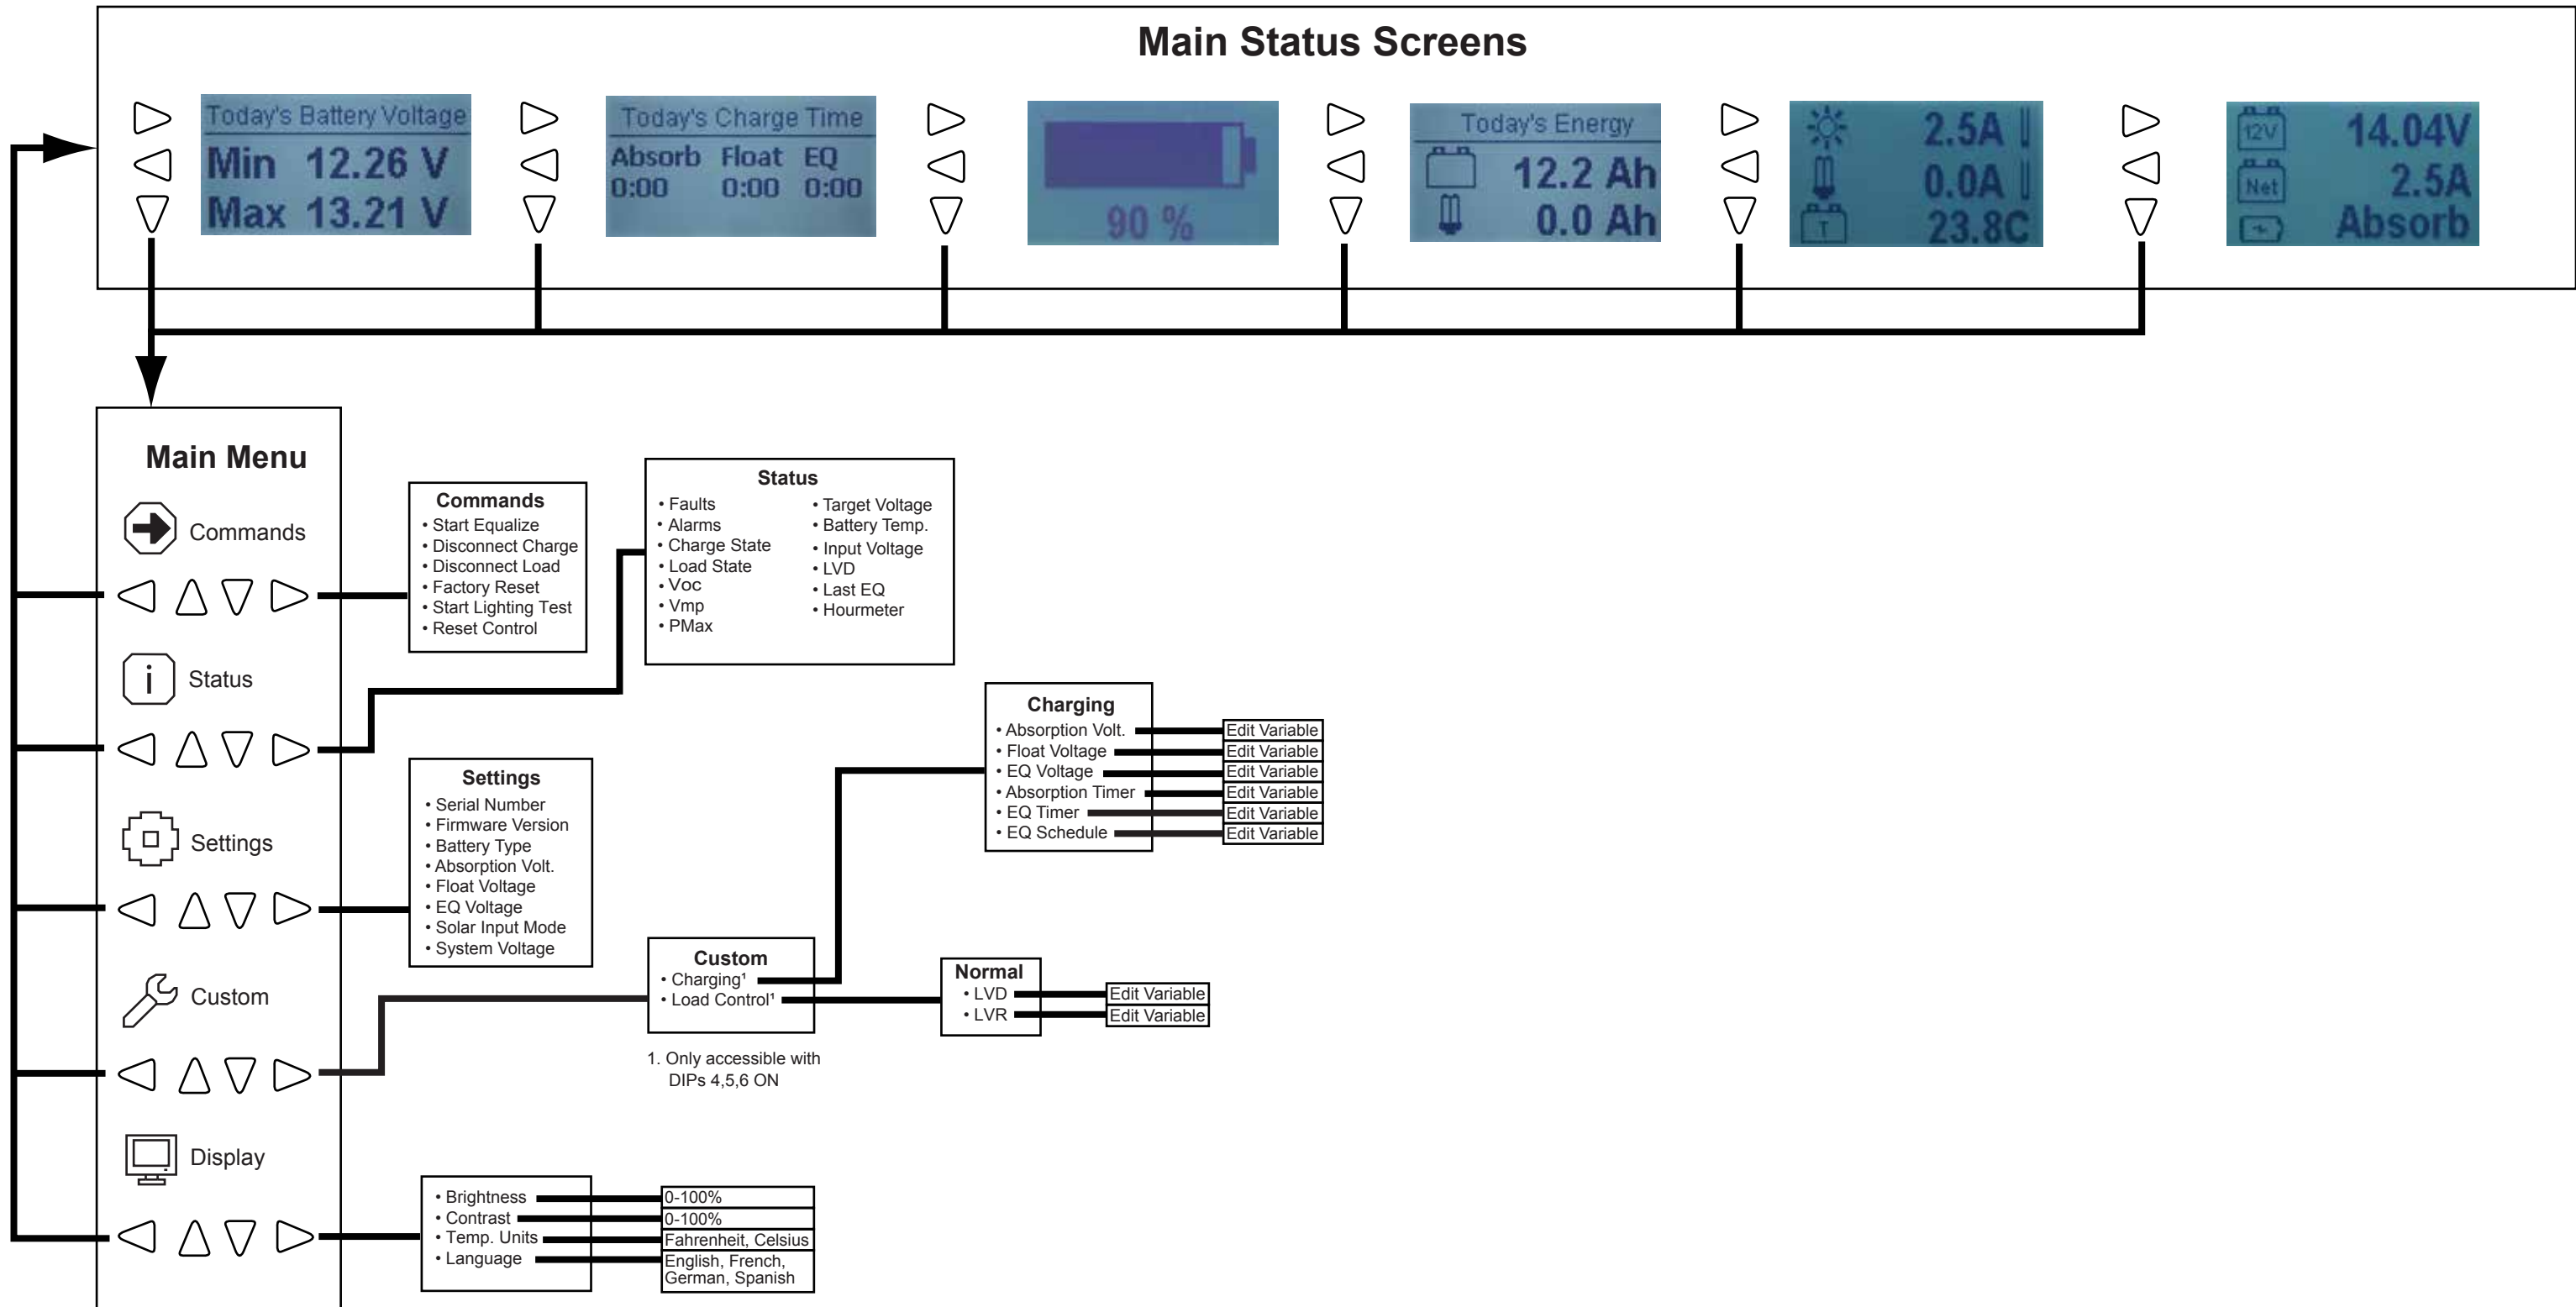 Main Status Screens
Today's Battery Voltage
Min 12.26 V
Max 13.21 V
Today's Charge Time
Absorb Float EQ
0:00 0:00 0:00
90 %
Today's Energy
12.2 Ah
0.0 Ah
2.5A
0.0A
T 23.8C
12V 14.04V
Net 2.5A
Absorb
Main Menu
Commands
Status
Settings
Custom
Display
Commands
• Start Equalize
• Disconnect Charge
• Disconnect Load
• Factory Reset
• Start Lighting Test
• Reset Control
Status
• Faults
• Alarms
• Charge State
• Load State
• Voc
• Vmp
• PMax
• Target Voltage
• Battery Temp.
• Input Voltage
• LVD
• Last EQ
• Hourmeter
Settings
• Serial Number
• Firmware Version
• Battery Type
• Absorption Volt.
• Float Voltage
• EQ Voltage
• Solar Input Mode
• System Voltage
Custom
• Charging¹
• Load Control¹
1. Only accessible with
DIPs 4,5,6 ON
Charging
• Absorption Volt. Edit Variable
• Float Voltage Edit Variable
• EQ Voltage Edit Variable
• Absorption Timer Edit Variable
• EQ Timer Edit Variable
• EQ Schedule Edit Variable
Normal
• LVD Edit Variable
• LVR Edit Variable
• Brightness 0-100%
• Contrast 0-100%
• Temp. Units Fahrenheit, Celsius
• Language English, French,
German, Spanish